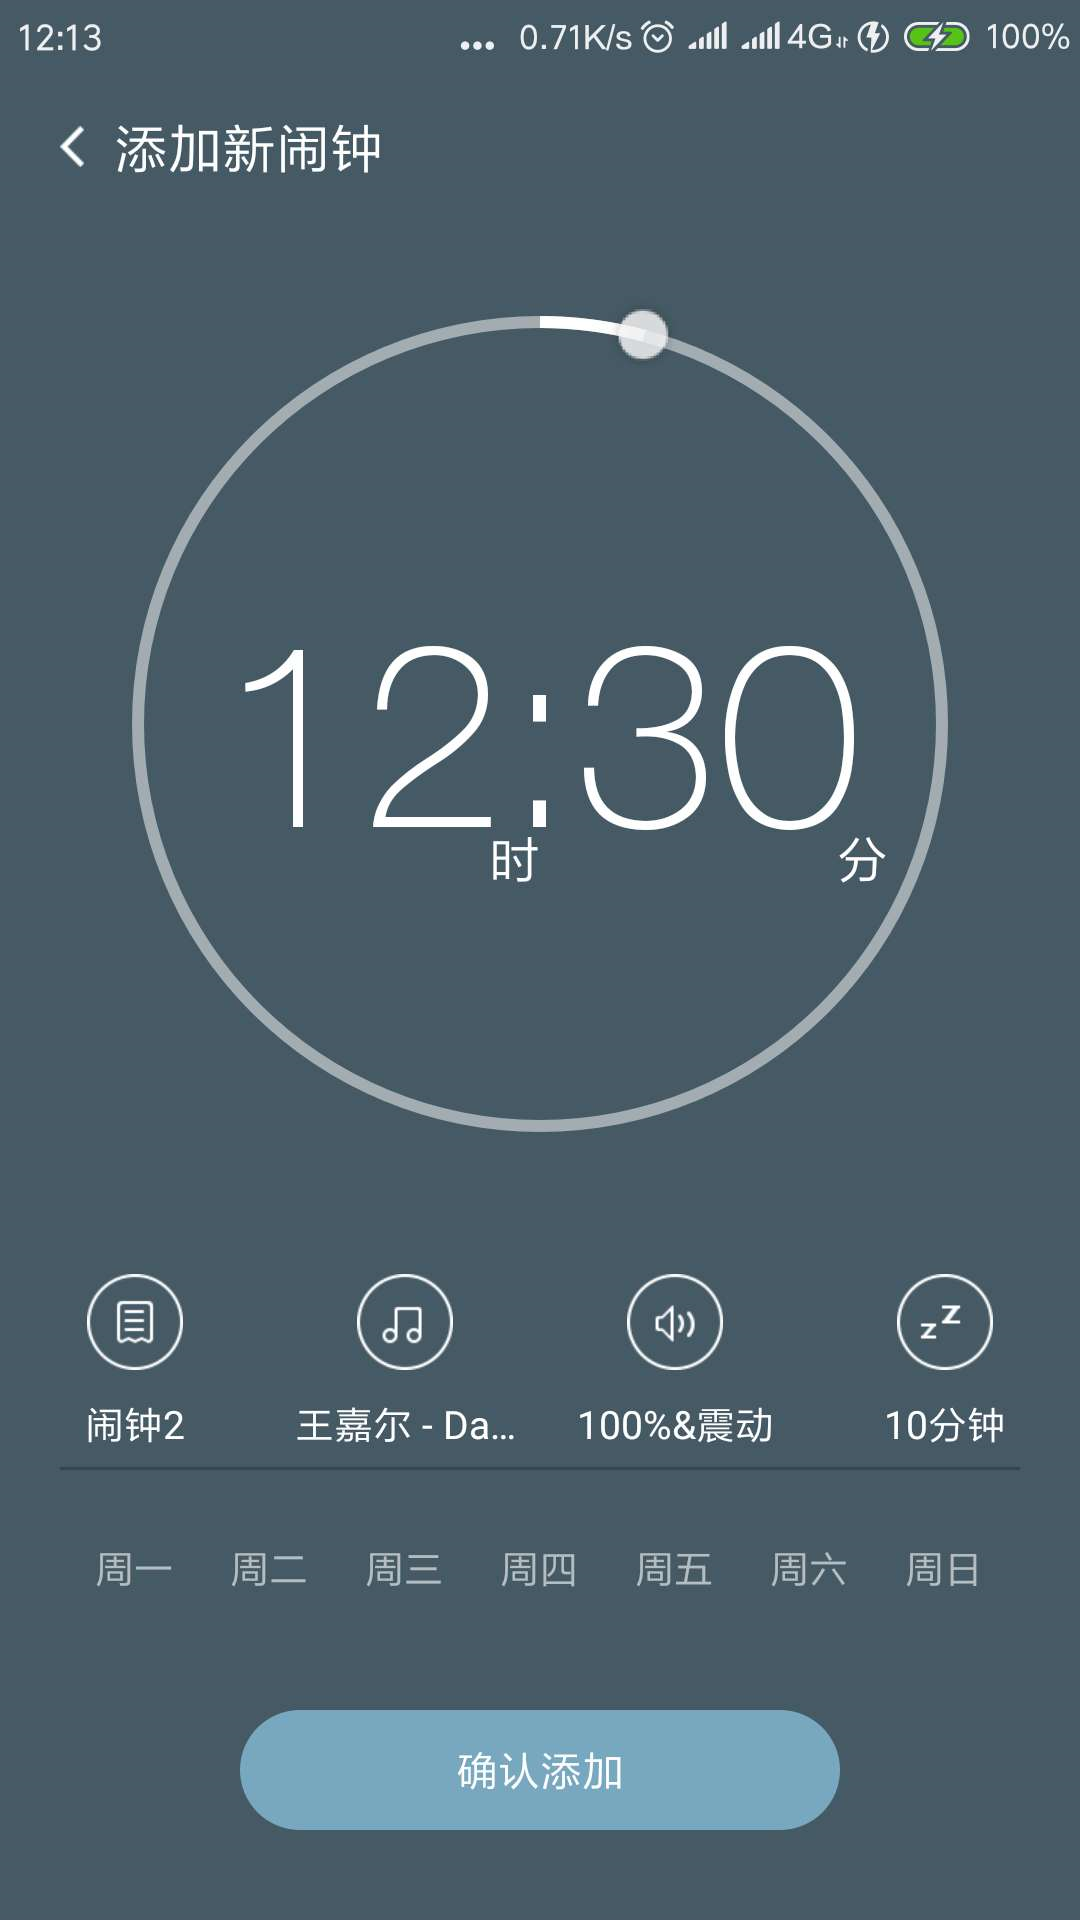 12:13 ... 0.71K/s 4G 100%
添加新闹钟
12:30
时 分
zz
闹钟2 王嘉尔 - Da... 100%&震动 10分钟
周一 周二 周三 周四 周五 周六 周日
确认添加